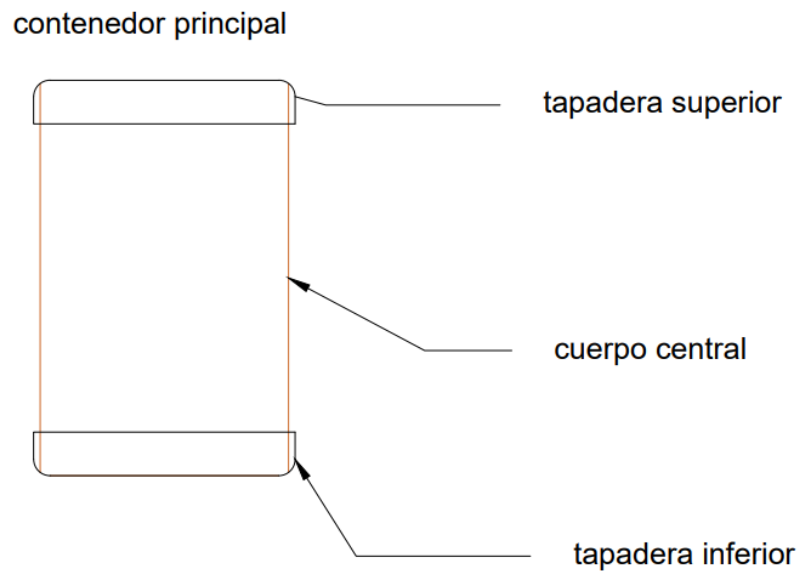 contenedor principal
tapadera superior
cuerpo central
tapadera inferior